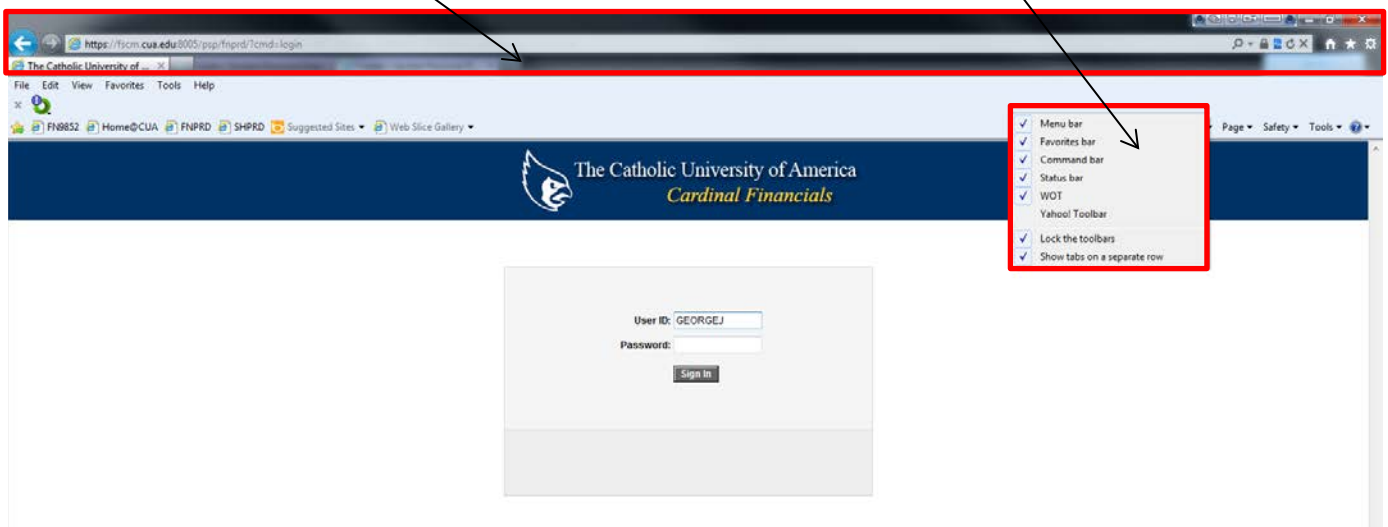 https://fscm.cua.edu:8005/psp/fnprd/?cmd=login
The Catholic University of ...
File Edit View Favorites Tools Help
FN9852 Home@CUA FNPRD SHPRD Suggested Sites Web Slice Gallery
Page Safety Tools
Menu bar
Favorites bar
Command bar
Status bar
WOT
Yahoo! Toolbar
Lock the toolbars
Show tabs on a separate row
The Catholic University of America
Cardinal Financials
User ID: GEORGEJ
Password:
Sign In